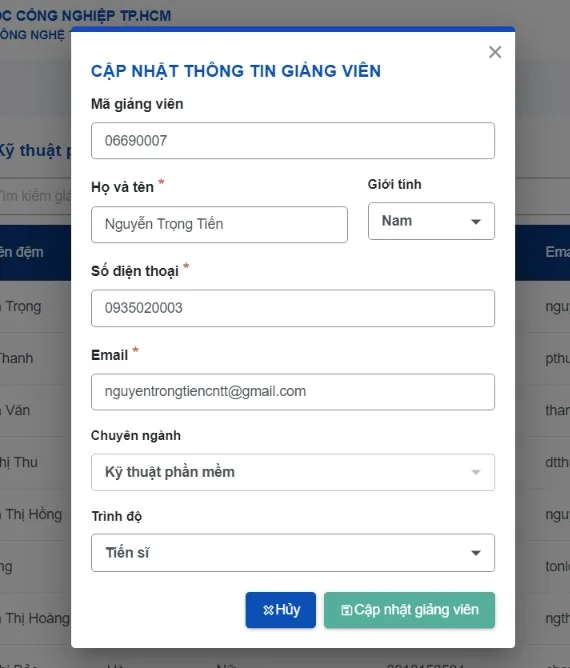 ỌC CÔNG NGHIỆP TP.HCM
ÔNG NGHỆ
CẬP NHẬT THÔNG TIN GIẢNG VIÊN
Mã giảng viên
06690007
Kỹ thuật
Họ và tên *
Giới tính
Tìm kiếm
Nguyễn Trọng Tiến
Nam
ên đệm
Ema
Số điện thoại *
Trọng
0935020003
ngu
Thanh
Email *
pthu
Văn
nguyentrongtiencntt@gmail.com
than
Chuyên ngành
hị Thu
Kỹ thuật phần mềm
dtth
Thị Hồng
Trình độ
ngu
ng
Tiến sĩ
toni
Thị Hoàng
Hủy
Cập nhật giảng viên
ngth